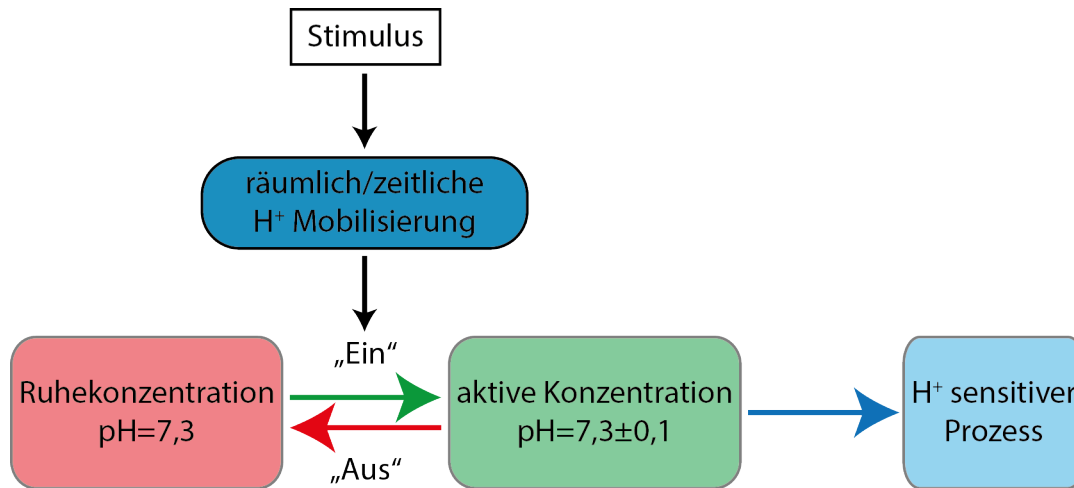 Stimulus
räumlich/zeitliche
H⁺ Mobilisierung
„Ein“
Ruhekonzentration
pH=7,3
aktive Konzentration
pH=7,3±0,1
H⁺ sensitiver
Prozess
„Aus“